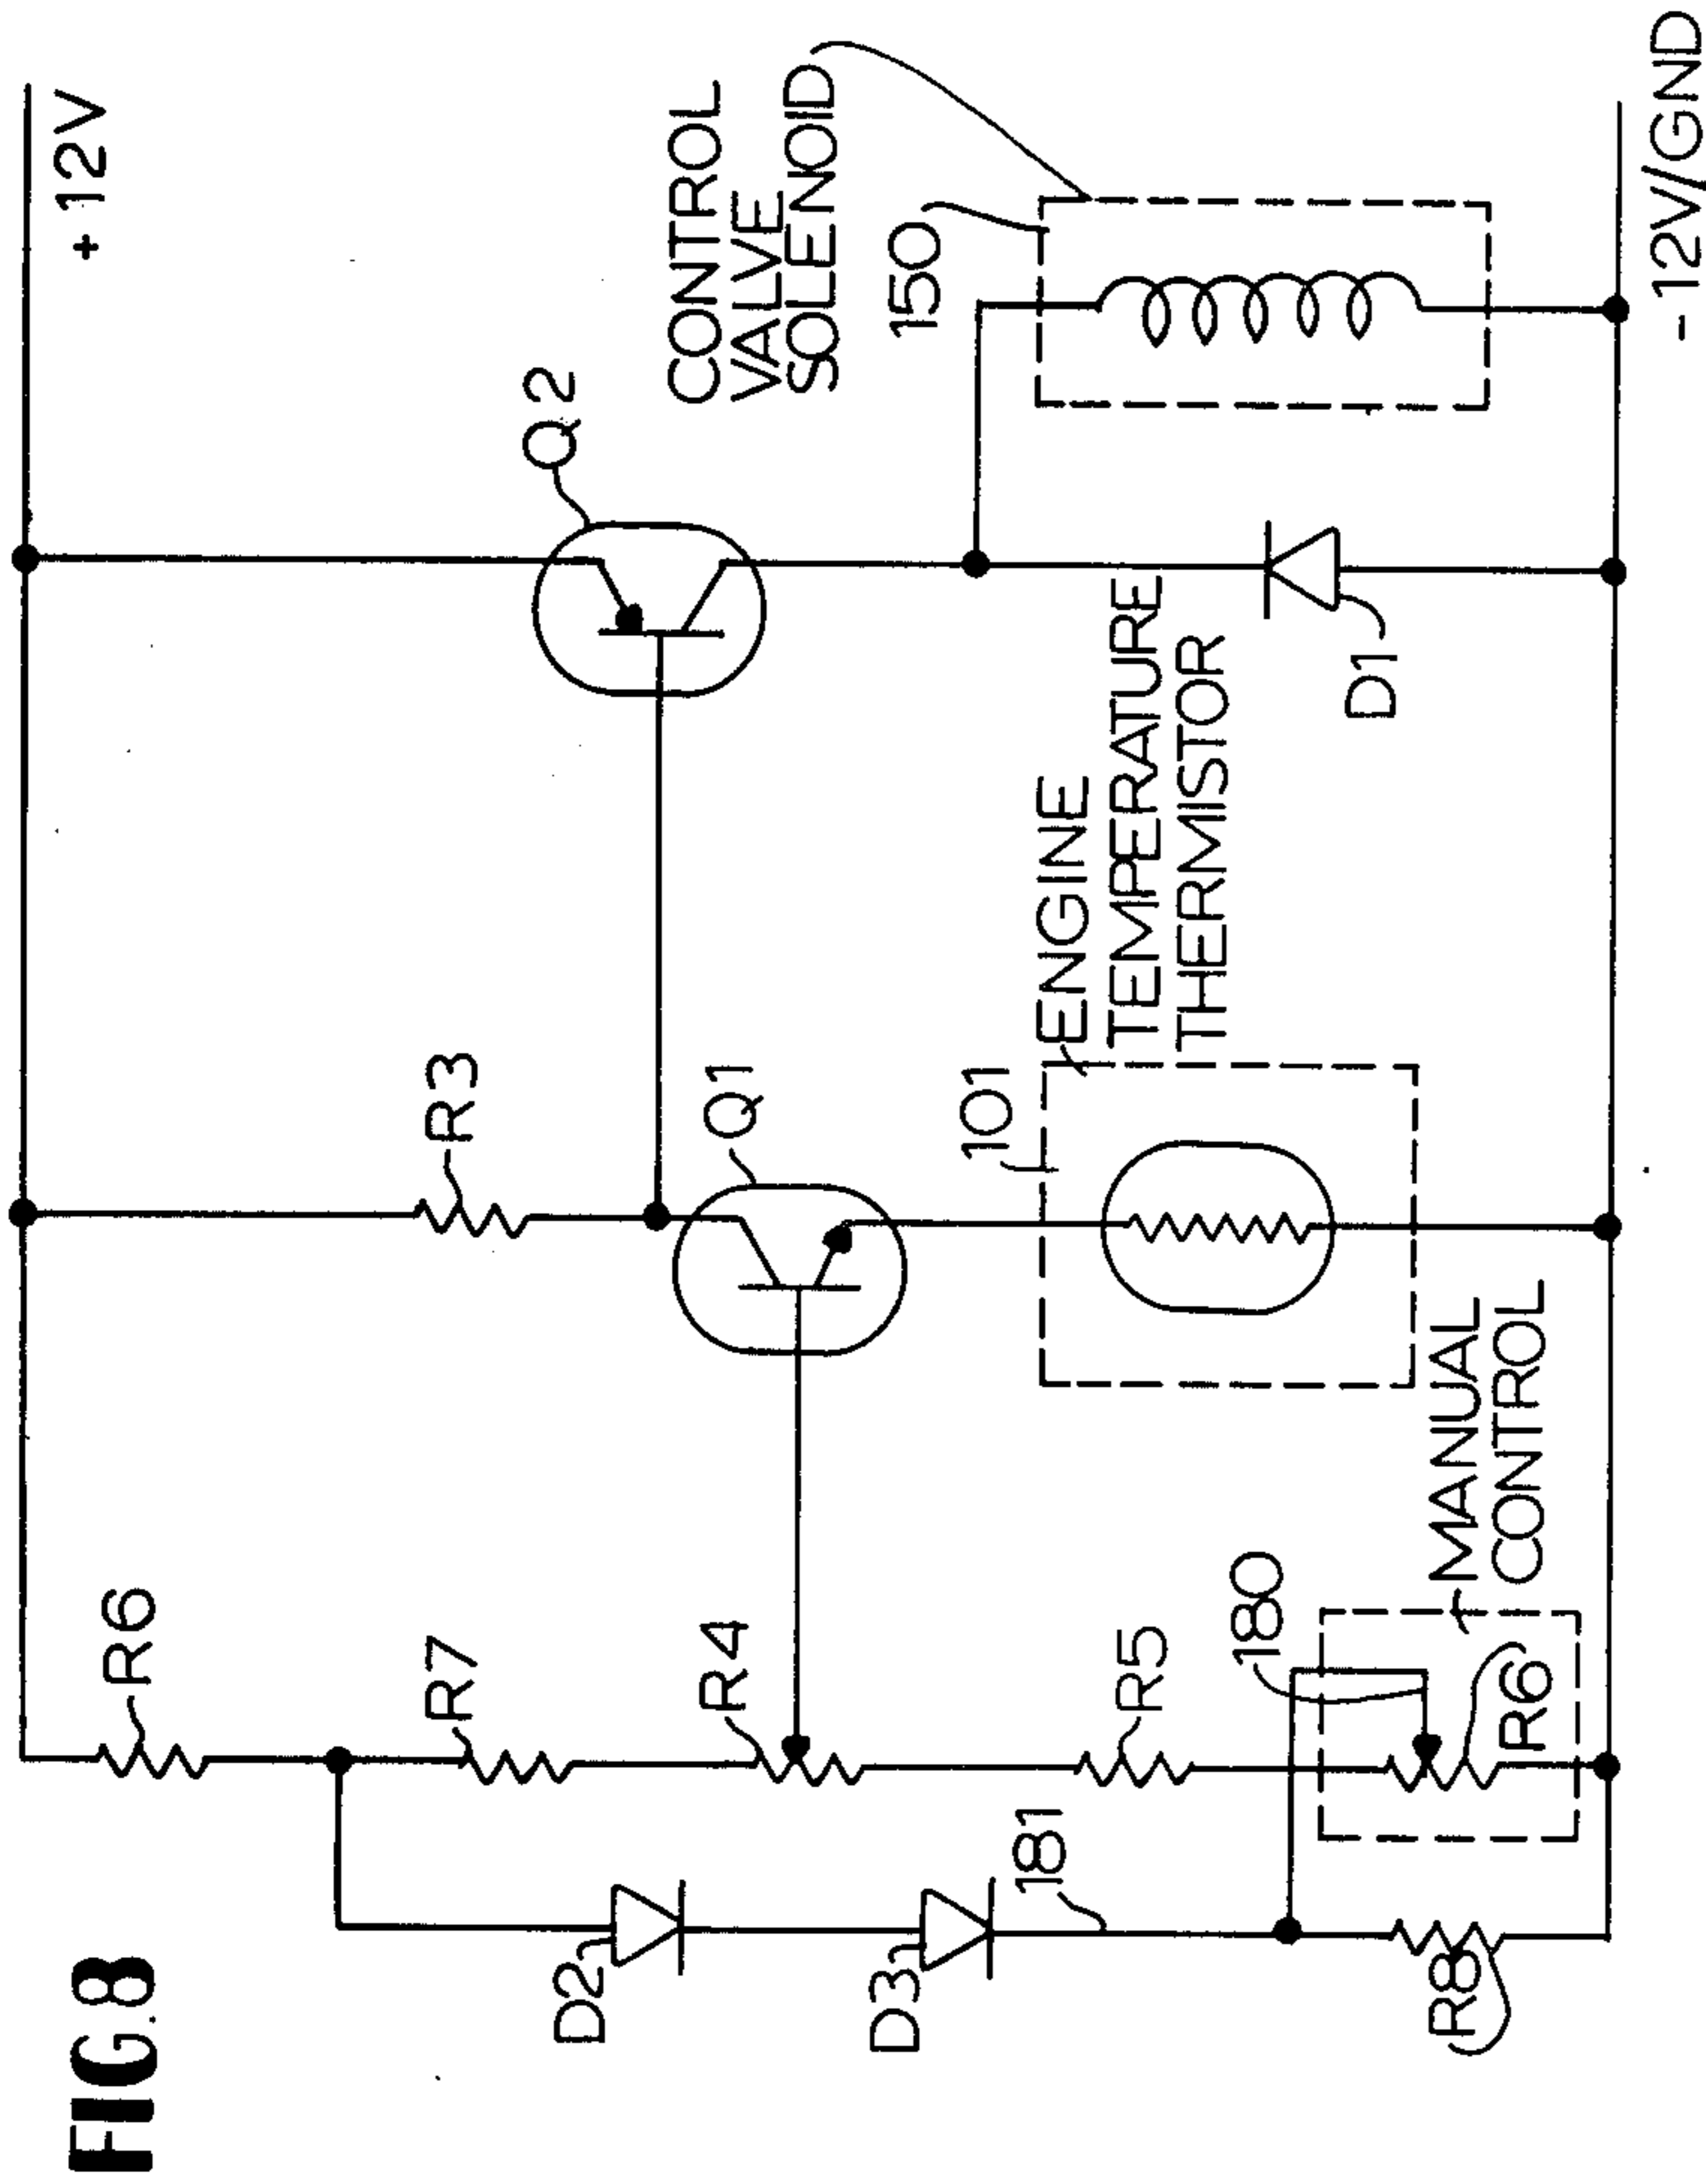 FIG.8
+12V
R6
R3
R7
Q2
R4
Q1
CONTROL
VALVE
SOLENOID
D2
D3
181
R5
101
150
ENGINE
TEMPERATURE
THERMISTOR
180
D1
MANUAL
CONTROL
R8
R6
-12V/GND